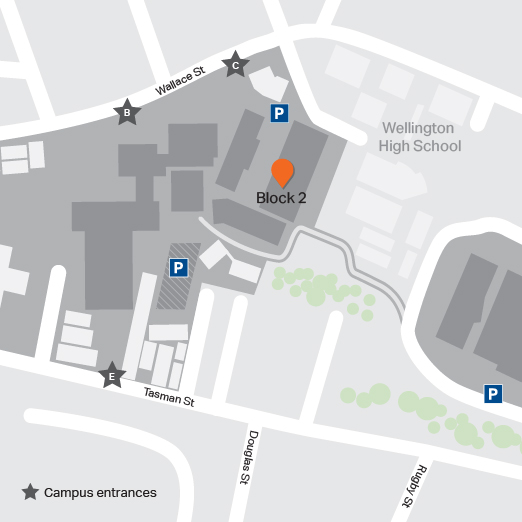 C
Wallace St
B
P
Wellington
High School
Block 2
P
E
Tasman St
P
Douglas St
Rugby St
Campus entrances